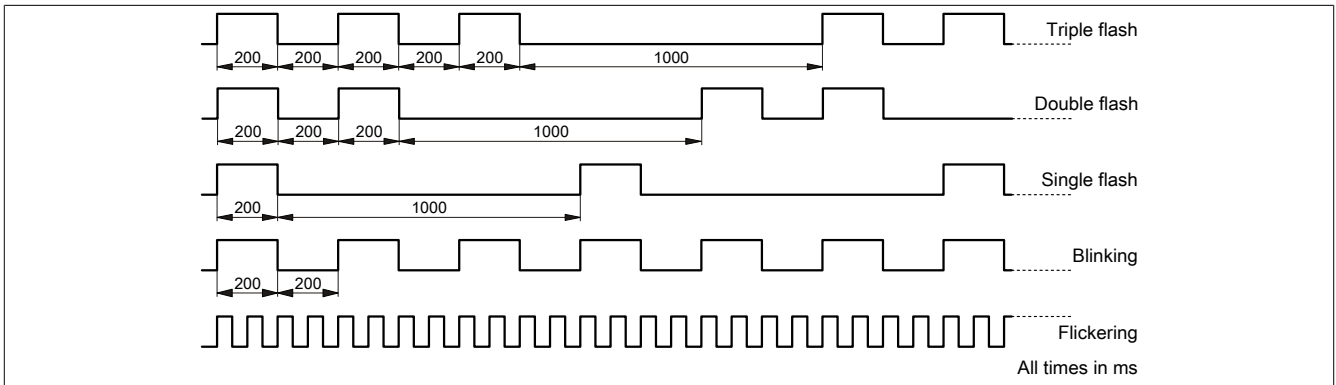 Triple flash
200 200 200 200 200 1000
Double flash
200 200 200 1000
Single flash
200 1000
Blinking
200 200
Flickering
All times in ms